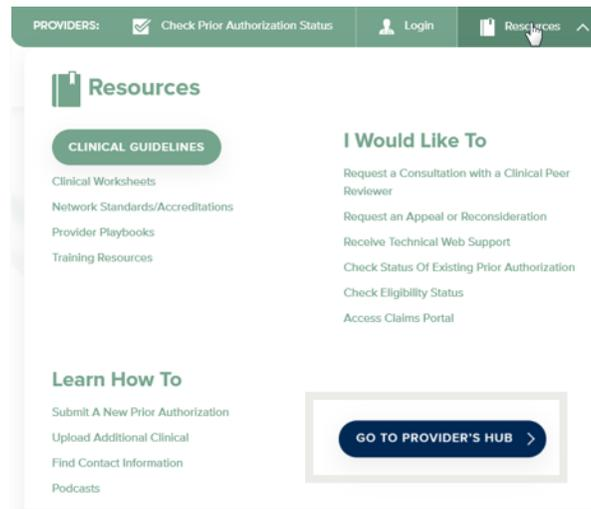 PROVIDERS: Check Prior Authorization Status Login Resources
Resources
CLINICAL GUIDELINES
Clinical Worksheets
Network Standards/Accreditations
Provider Playbooks
Training Resources
I Would Like To
Request a Consultation with a Clinical Peer
Reviewer
Request an Appeal or Reconsideration
Receive Technical Web Support
Check Status Of Existing Prior Authorization
Check Eligibility Status
Access Claims Portal
Learn How To
Submit A New Prior Authorization
Upload Additional Clinical
Find Contact Information
Podcasts
GO TO PROVIDER'S HUB